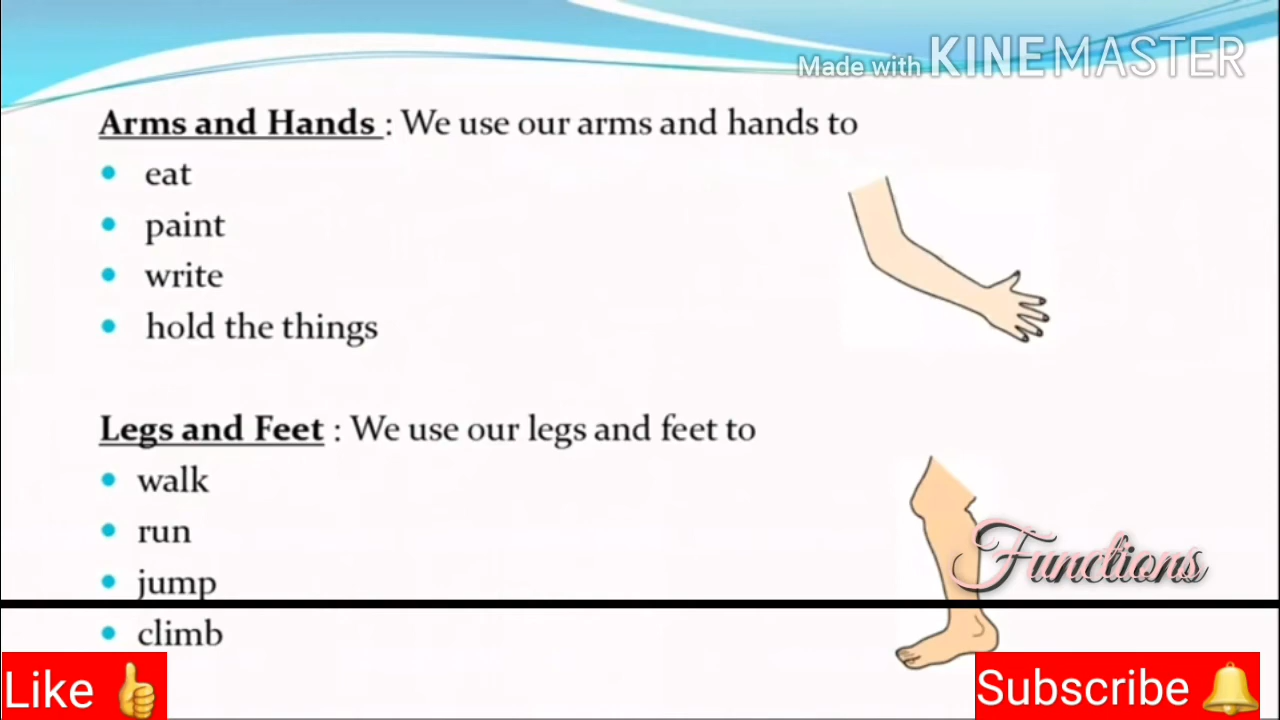 Made with KINEMASTER
Arms and Hands : We use our arms and hands to
eat
paint
write
hold the things
Legs and Feet : We use our legs and feet to
walk
run
jump
Functions
climb
Like
Subscribe